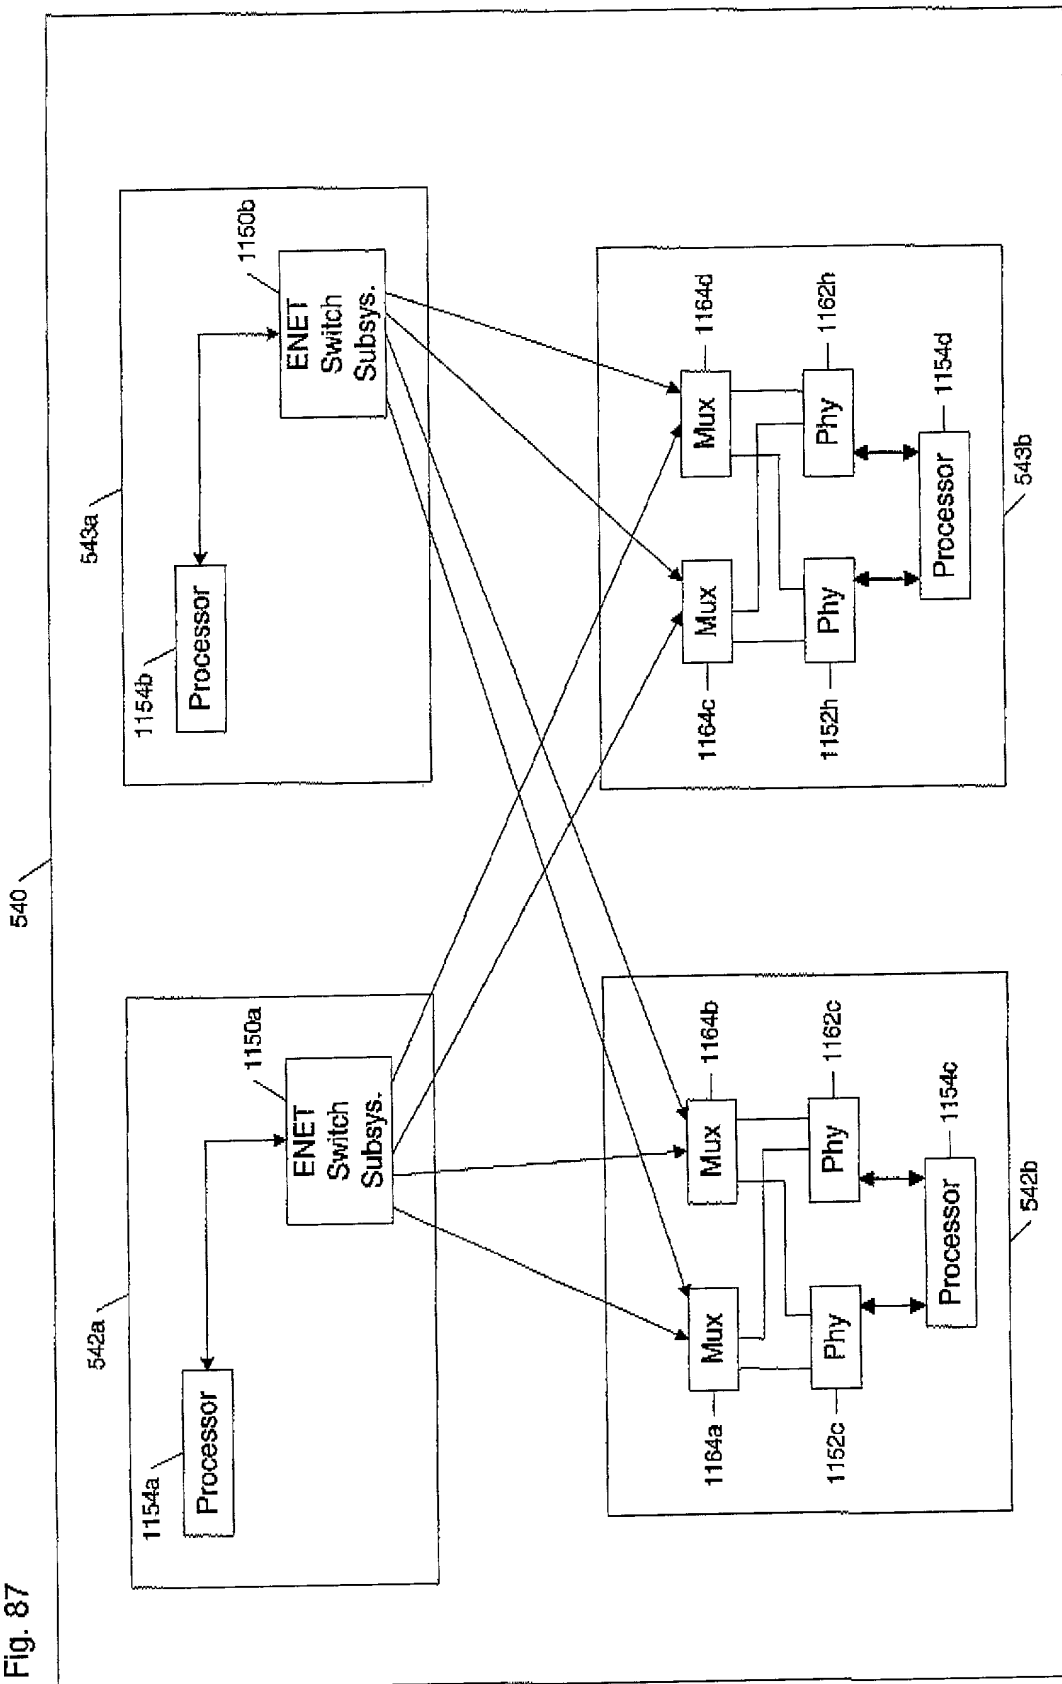 Fig. 87
540
542a
543a
1154a
1154b
Processor
1150a
Processor
1150b
ENET
Switch
Subsys.
ENET
Switch
Subsys.
Mux
Mux
Mux
Mux
1164a
1164b
1164c
1164d
Phy
Phy
Phy
Phy
1152c
1162c
1152h
1162h
Processor
1154c
Processor
1154d
542b
543b